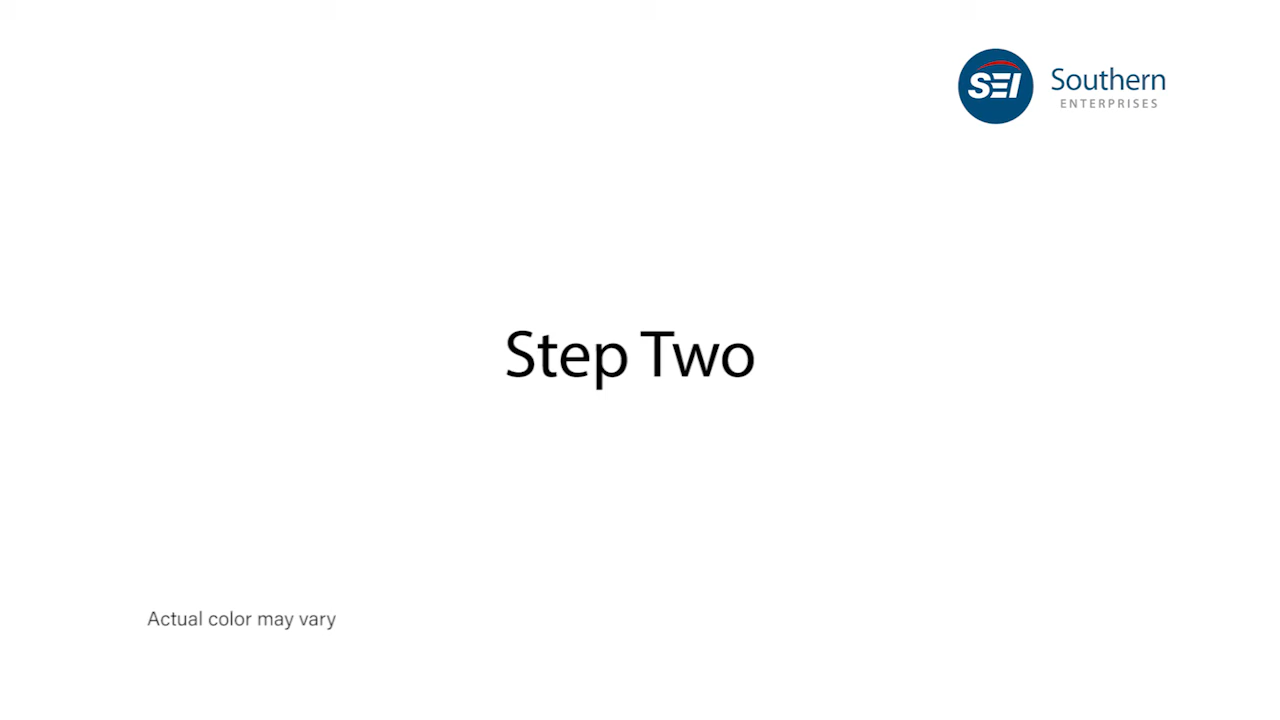 SEI
Southern
ENTERPRISES
Step Two
Actual color may vary